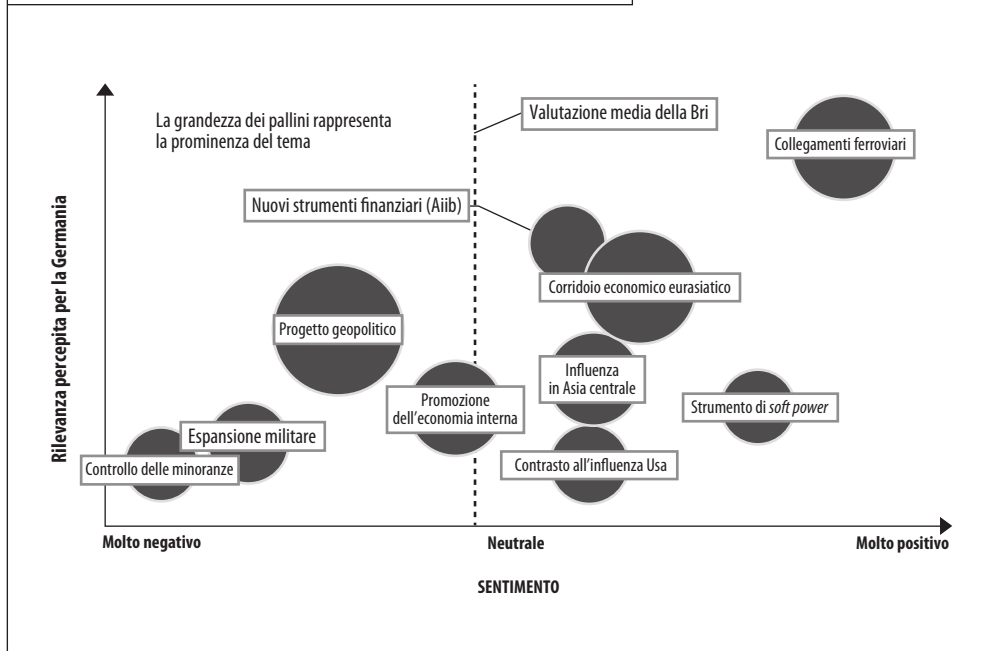 La grandezza dei pallini rappresenta
la prominenza del tema
Valutazione media della Bri
Collegamenti ferroviari
Nuovi strumenti finanziari (Aiib)
Corridoio economico eurasiatico
Progetto geopolitico
Influenza
in Asia centrale
Promozione
dell'economia interna
Strumento di soft power
Espansione militare
Controllo delle minoranze
Contrasto all'influenza Usa
Rilevanza percepita per la Germania
Molto negativo
Neutrale
Molto positivo
SENTIMENTO